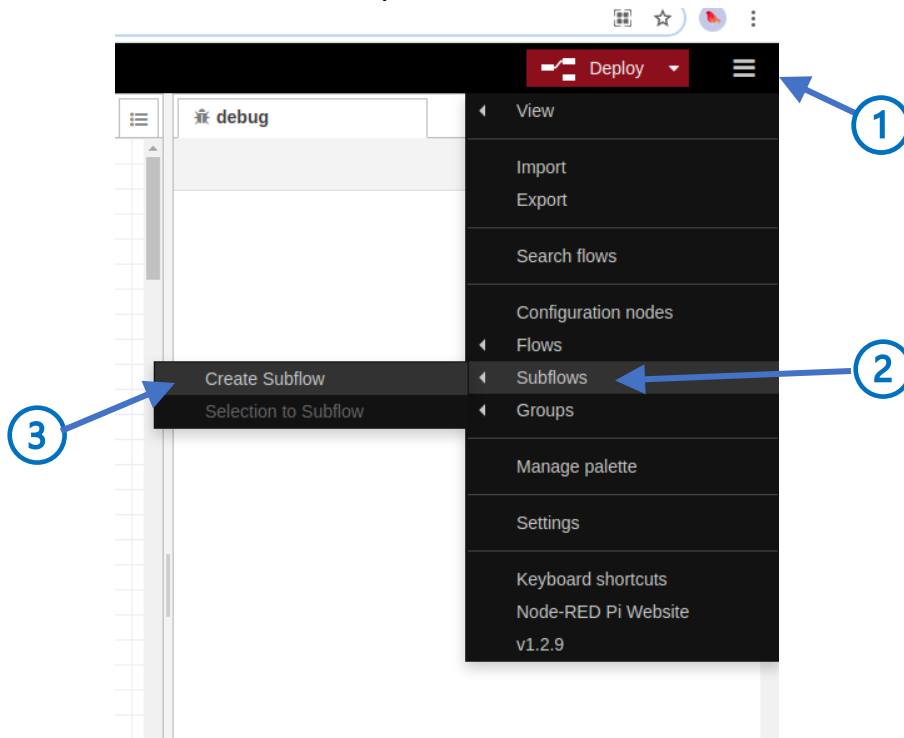 Deploy
debug
View
1
Import
Export
Search flows
Configuration nodes
Flows
Create Subflow
Subflows
2
Selection to Subflow
Groups
3
Manage palette
Settings
Keyboard shortcuts
Node-RED Pi Website
v1.2.9